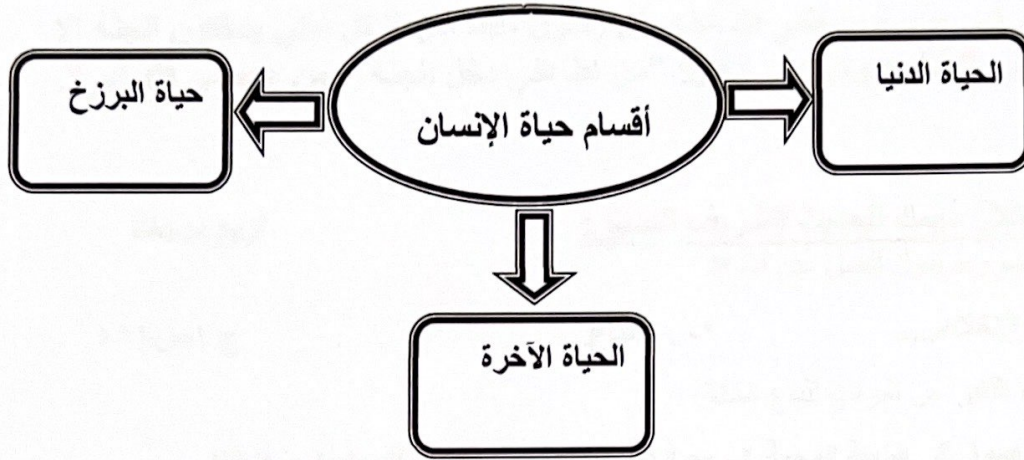 أقسام حياة الإنسان
الحياة الدنيا
حياة البرزخ
الحياة الآخرة